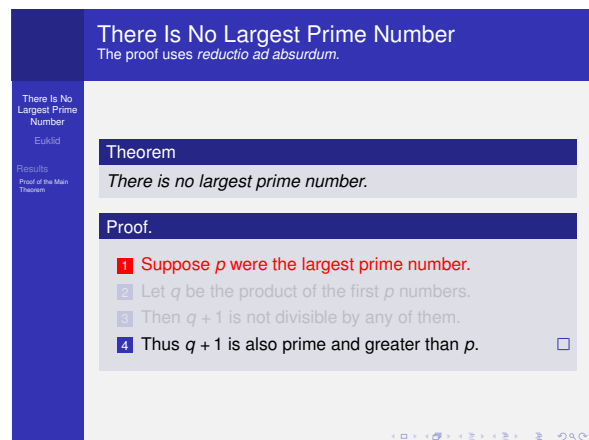 There Is No Largest Prime Number
The proof uses reductio ad absurdum.
There Is No
Largest Prime
Number
Euklid
Results
Proof of the Main
Theorem
Theorem
There is no largest prime number.
Proof.
1 Suppose p were the largest prime number.
2 Let q be the product of the first p numbers.
3 Then q + 1 is not divisible by any of them.
4 Thus q + 1 is also prime and greater than p. □